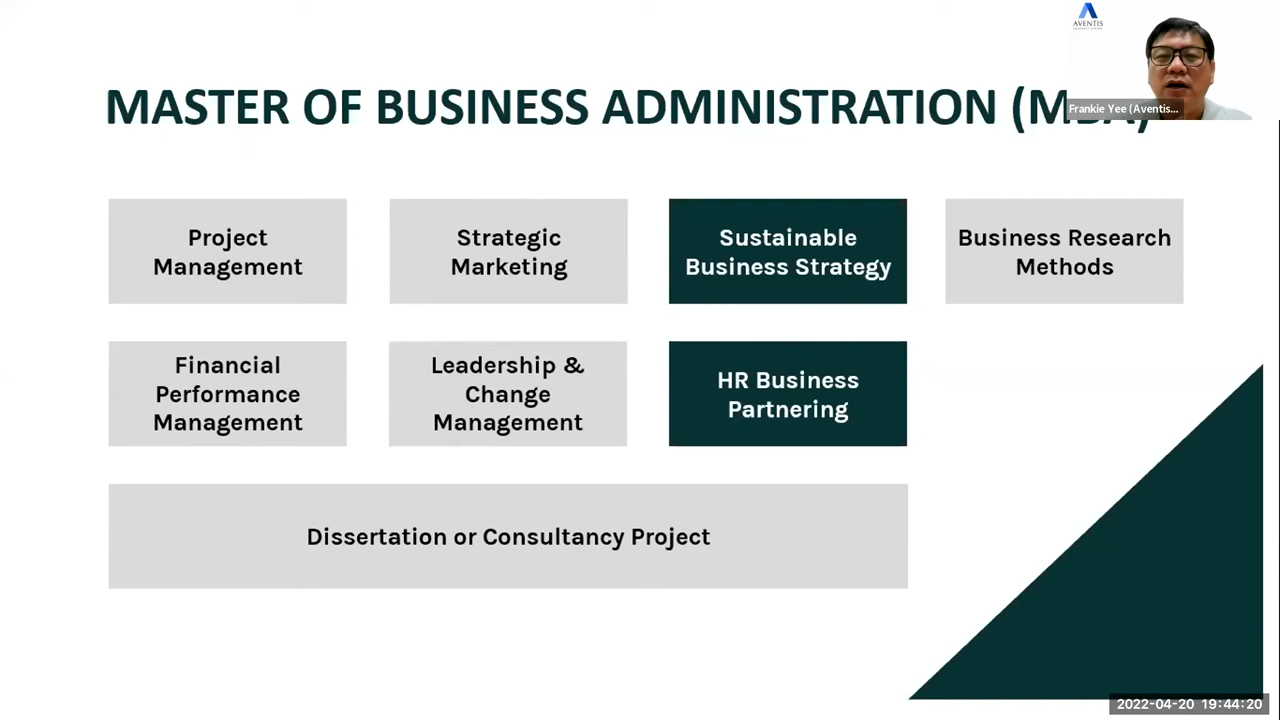 AVENTIS
MASTER OF BUSINESS ADMINISTRATION (MBA)
Frankie Yee (Aventis...
Project
Management
Strategic
Marketing
Sustainable
Business Strategy
Business Research
Methods
Financial
Performance
Management
Leadership &
Change
Management
HR Business
Partnering
Dissertation or Consultancy Project
2022-04-20 19:44:20